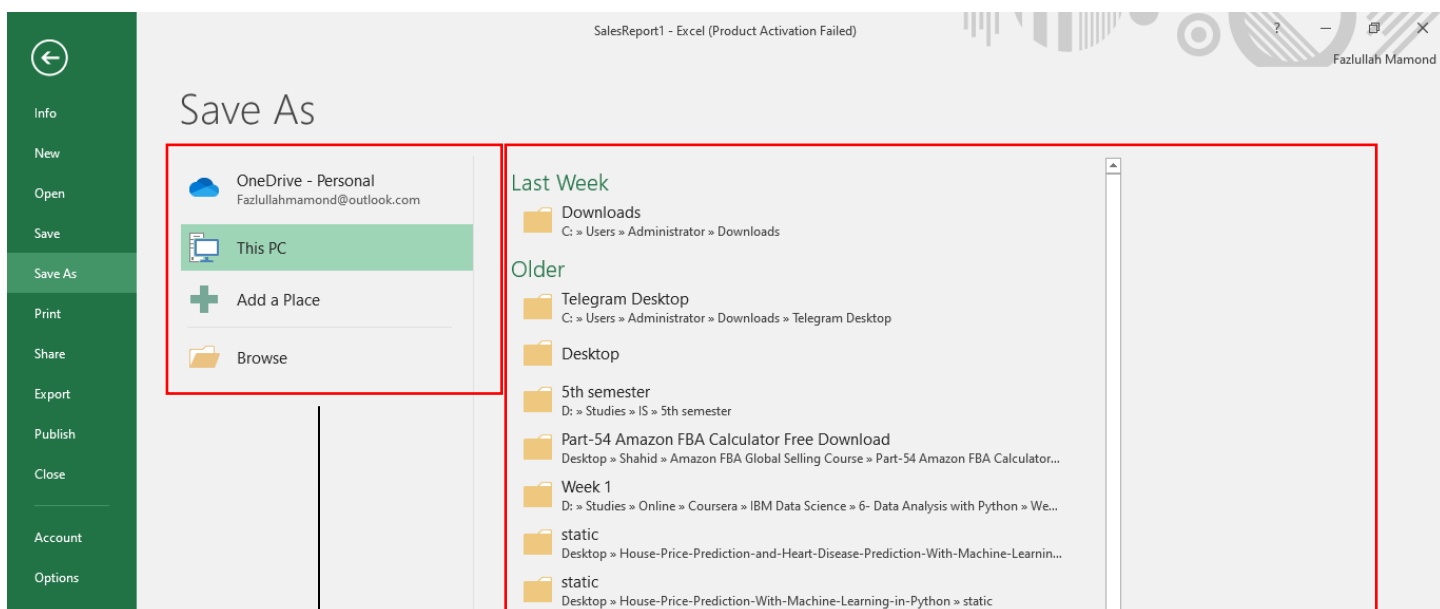 SalesReport1 - Excel (Product Activation Failed)
?
Fazlullah Mamond
Info
New
Open
Save
Save As
Print
Share
Export
Publish
Close
Account
Options
Save As
OneDrive - Personal
Fazlullahmamond@outlook.com
This PC
Add a Place
Browse
Last Week
Downloads
C: » Users » Administrator » Downloads
Older
Telegram Desktop
C: » Users » Administrator » Downloads » Telegram Desktop
Desktop
5th semester
D: » Studies » IS » 5th semester
Part-54 Amazon FBA Calculator Free Download
Desktop » Shahid » Amazon FBA Global Selling Course » Part-54 Amazon FBA Calculator...
Week 1
D: » Studies » Online » Coursera » IBM Data Science » 6- Data Analysis with Python » We...
static
Desktop » House-Price-Prediction-and-Heart-Disease-Prediction-With-Machine-Learnin...
static
Desktop » House-Price-Prediction-With-Machine-Learning-in-Python » static